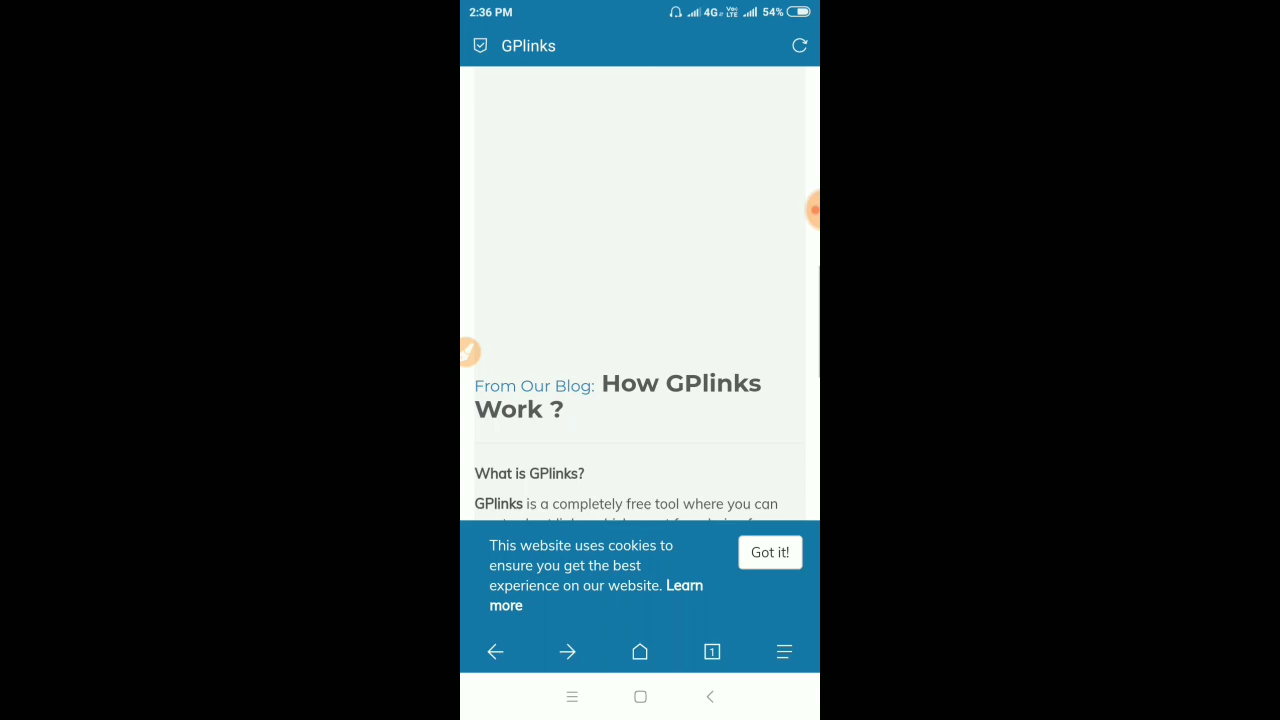 2:36 PM 4G Vo LTE 54%
GPlinks
From Our Blog: How GPlinks
Work ?
What is GPlinks?
GPlinks is a completely free tool where you can
This website uses cookies to
ensure you get the best
experience on our website. Learn
more
Got it!
1